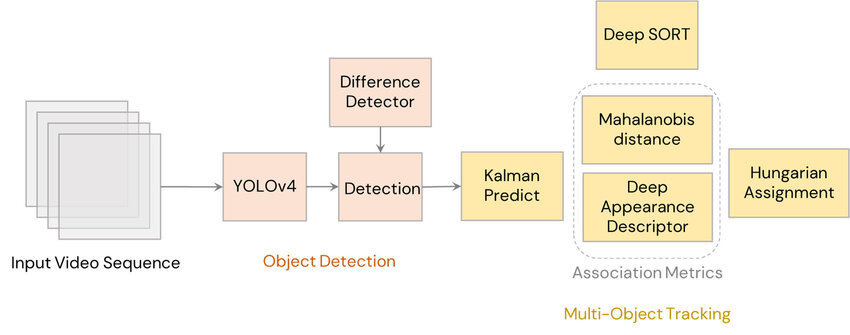 Deep SORT
Difference
Detector
Mahalanobis
distance
YOLOv4
Detection
Kalman
Predict
Deep
Appearance
Descriptor
Hungarian
Assignment
Input Video Sequence
Object Detection
Association Metrics
Multi-Object Tracking